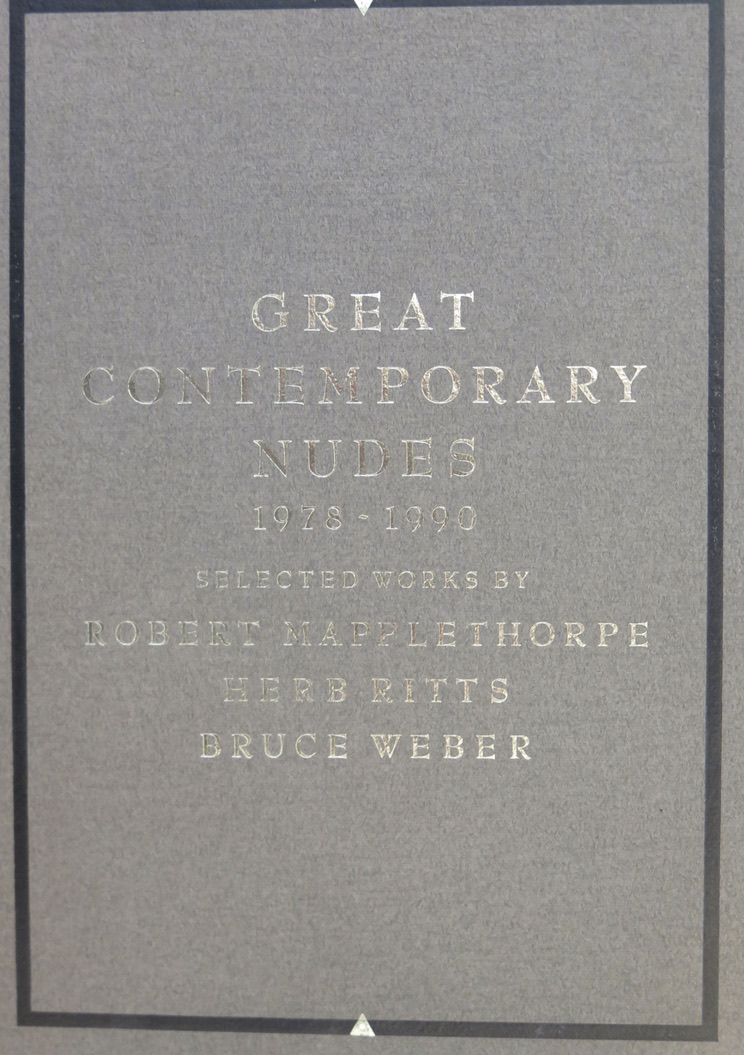 GREAT
CONTEMPORARY
NUDES
1978 - 1990
SELECTED WORKS BY
ROBERT MAPPLETHORPE
HERB RITTS
BRUCE WEBER